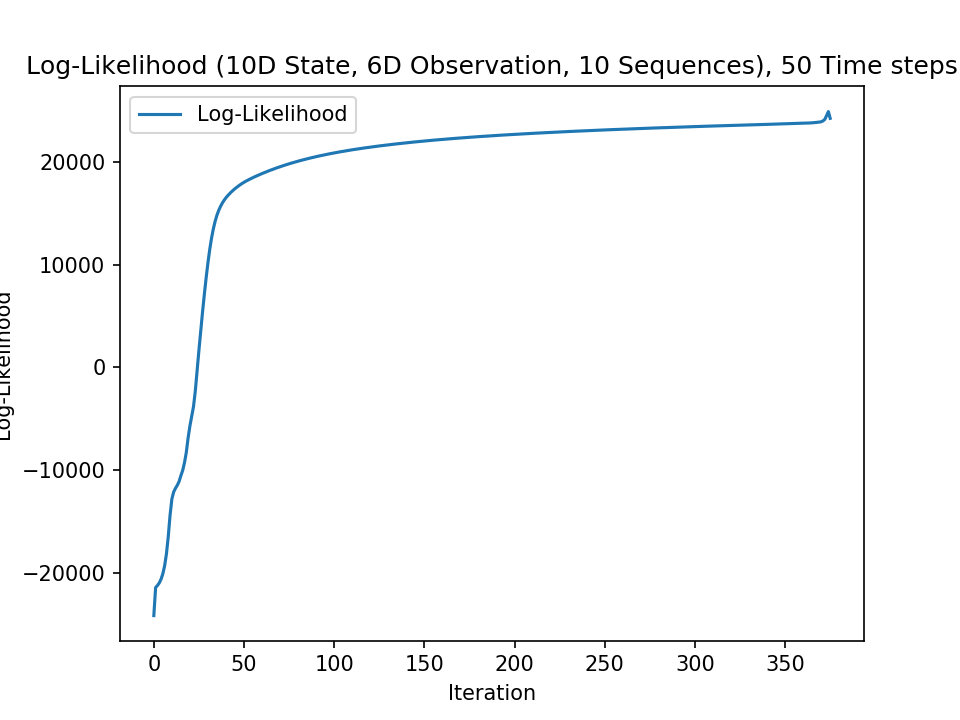 Log-Likelihood (10D State, 6D Observation, 10 Sequences), 50 Time steps
Log-Likelihood
20000
10000
0
−10000
−20000
Log-Likelihood
0 50 100 150 200 250 300 350
Iteration